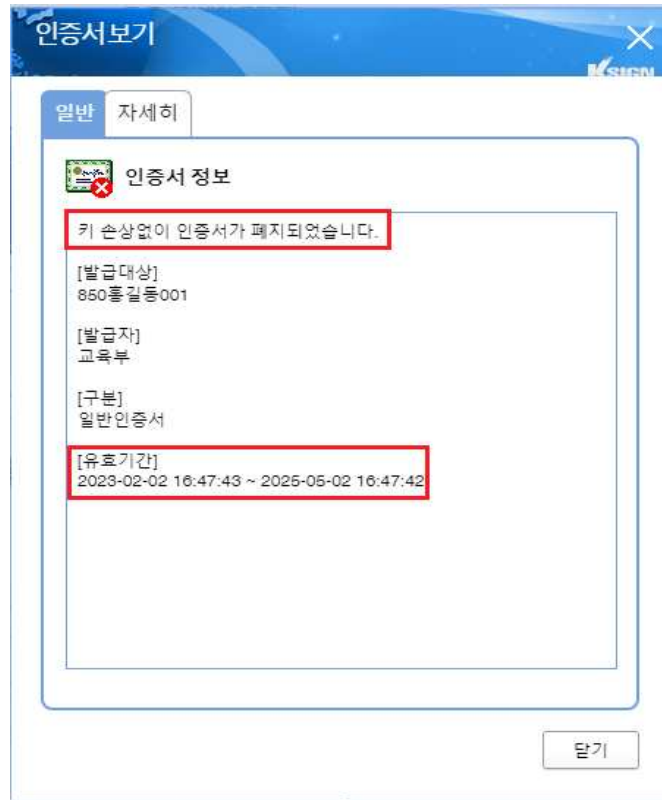 인증서보기
KSIGN
일반 자세히
인증서 정보
키 손상없이 인증서가 폐지되었습니다.
[발급대상]
850홍길동001
[발급자]
교육부
[구분]
일반인증서
[유효기간]
2023-02-02 16:47:43 ~ 2025-05-02 16:47:42
닫기